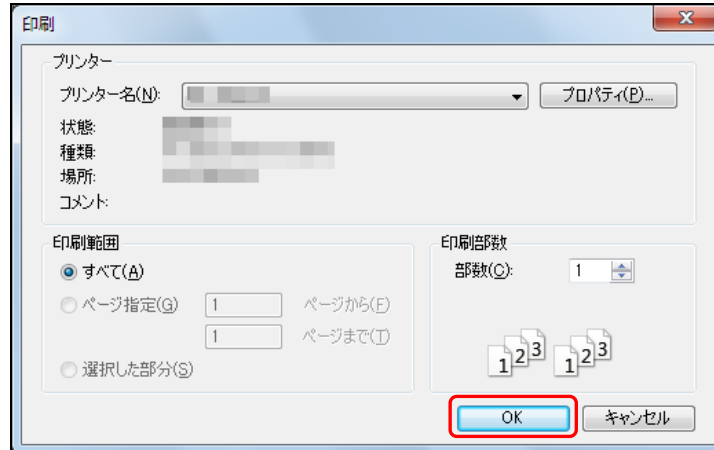 印刷
プリンター
プリンター名(N):
プロパティ(P)...
状態:
種類:
場所:
コメント:
印刷範囲
すべて(A)
ページ指定(G) 1 ページから(F)
1 ページまで(T)
選択した部分(S)
印刷部数
部数(C): 1
1 2 3 1 2 3
OK キャンセル